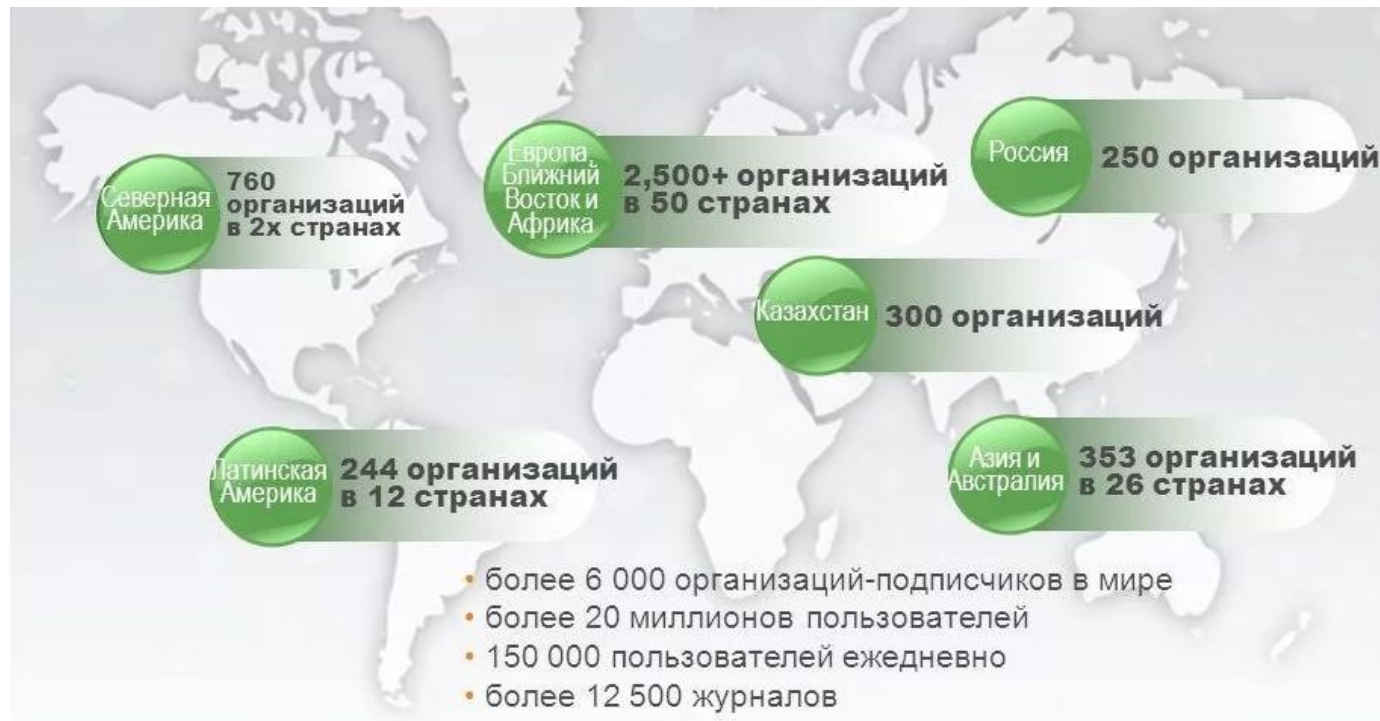 Северная
Америка
760
организаций
в 2х странах
Европа,
Ближний
Восток и
Африка
2,500+ организаций
в 50 странах
Россия
250 организаций
Казахстан
300 организаций
Латинская
Америка
244 организаций
в 12 странах
Азия и
Австралия
353 организаций
в 26 странах
• более 6 000 организаций-подписчиков в мире
• более 20 миллионов пользователей
• 150 000 пользователей ежедневно
• более 12 500 журналов